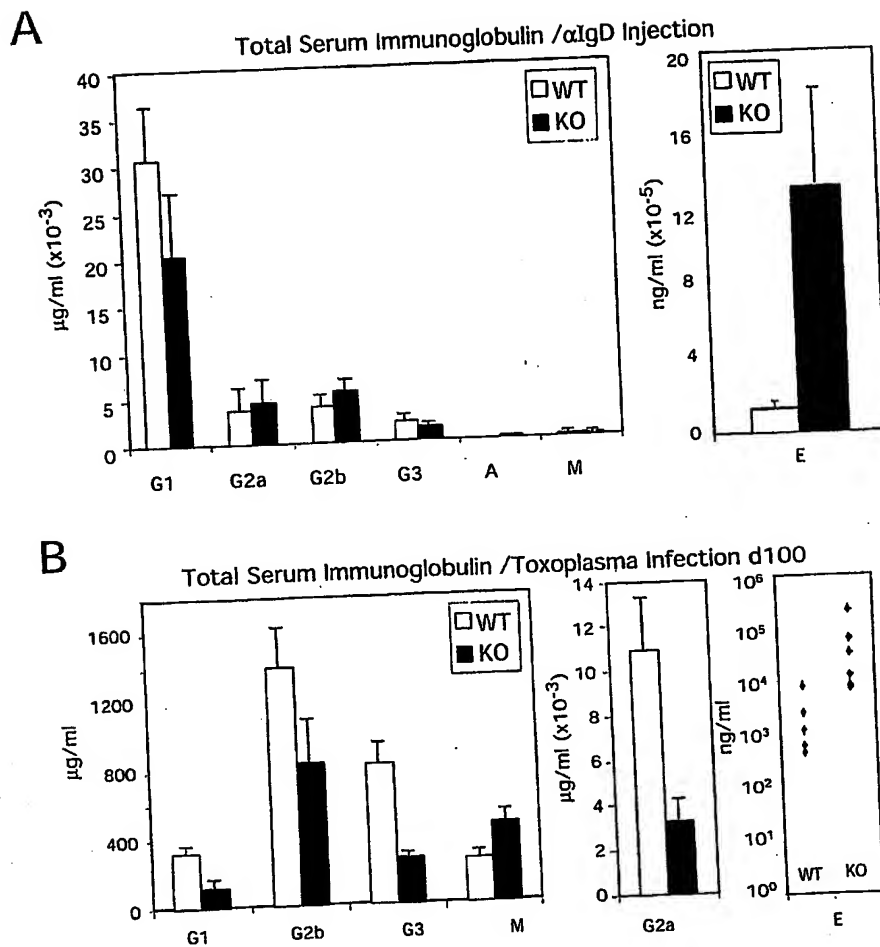 A
Total Serum Immunoglobulin /αIgD Injection
40
35
30
25
20
15
10
5
0
μg/ml (x10⁻³)
WT
KO
G1 G2a G2b G3 A M
20
16
12
8
4
0
ng/ml (x10⁻⁵)
WT
KO
E
B
Total Serum Immunoglobulin /Toxoplasma Infection d100
1600
1200
800
400
0
μg/ml
WT
KO
G1 G2b G3 M
14
12
10
8
6
4
2
0
μg/ml (x10⁻³)
G2a
10⁶
10⁵
10⁴
10³
10²
10¹
10⁰
ng/ml
WT KO
E